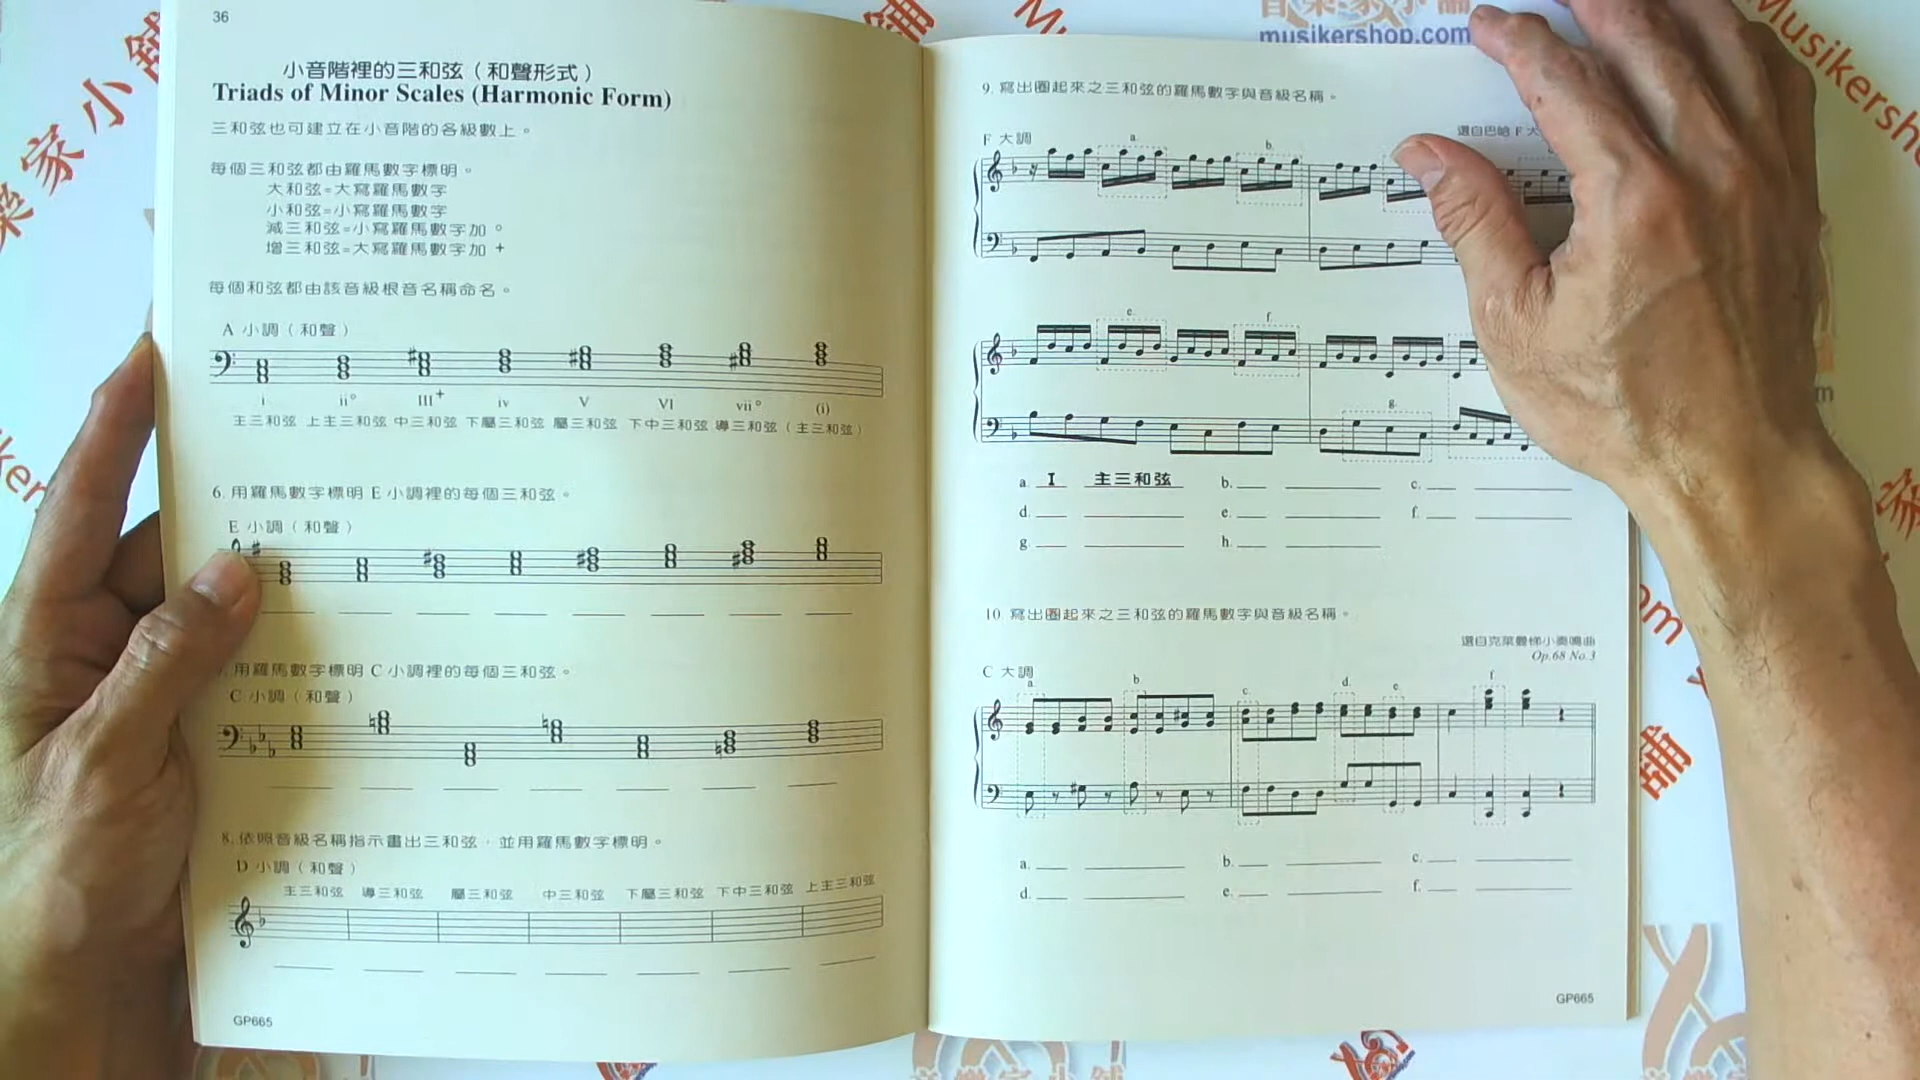 36
小音階裡的三和弦（和聲形式）
Triads of Minor Scales (Harmonic Form)
三和弦也可建立在小音階的各級數上。
每個三和弦都由羅馬數字標明。
大和弦=大寫羅馬數字
小和弦=小寫羅馬數字
減三和弦=小寫羅馬數字加 °
增三和弦=大寫羅馬數字加 +
每個和弦都由該音級根音名稱命名。
A 小調（和聲）
i ii° III+ iv V VI vii° (i)
主三和弦 上主三和弦 中三和弦 下屬三和弦 屬三和弦 下中三和弦 導三和弦（主三和弦）
6. 用羅馬數字標明 E 小調裡的每個三和弦。
E 小調（和聲）
用羅馬數字標明 C 小調裡的每個三和弦。
C 小調（和聲）
8. 依照音級名稱指示畫出三和弦，並用羅馬數字標明。
D 小調（和聲）
主三和弦 導三和弦 屬三和弦 中三和弦 下屬三和弦 下中三和弦 上主三和弦
GP665
9. 寫出圈起來之三和弦的羅馬數字與音級名稱。
選自巴哈 F 大
F 大調
a. b.
e. f.
g.
a. I 主三和弦 b. c.
d. e. f.
g. h.
10 寫出圈起來之三和弦的羅馬數字與音級名稱。
選自克萊曼梯小奏鳴曲
Op.68 No.3
C 大調
a. b c. d. e. f
a. b. c.
d. e. f.
GP665
musikershop.com
Musikersh